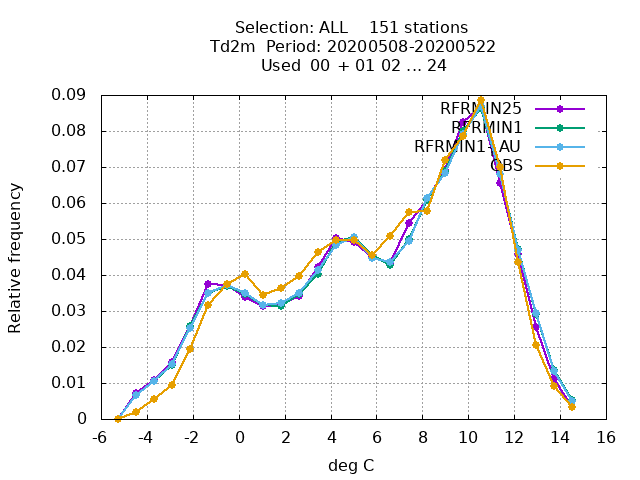 Selection: ALL    151 stations
Td2m  Period: 20200508-20200522
Used  00  + 01 02 ... 24
0.09
0.08
0.07
0.06
0.05
0.04
0.03
0.02
0.01
0
Relative frequency
RFRMIN25
RFRMIN1
RFRMIN1-AU
OBS
-6 -4 -2 0 2 4 6 8 10 12 14 16
deg C